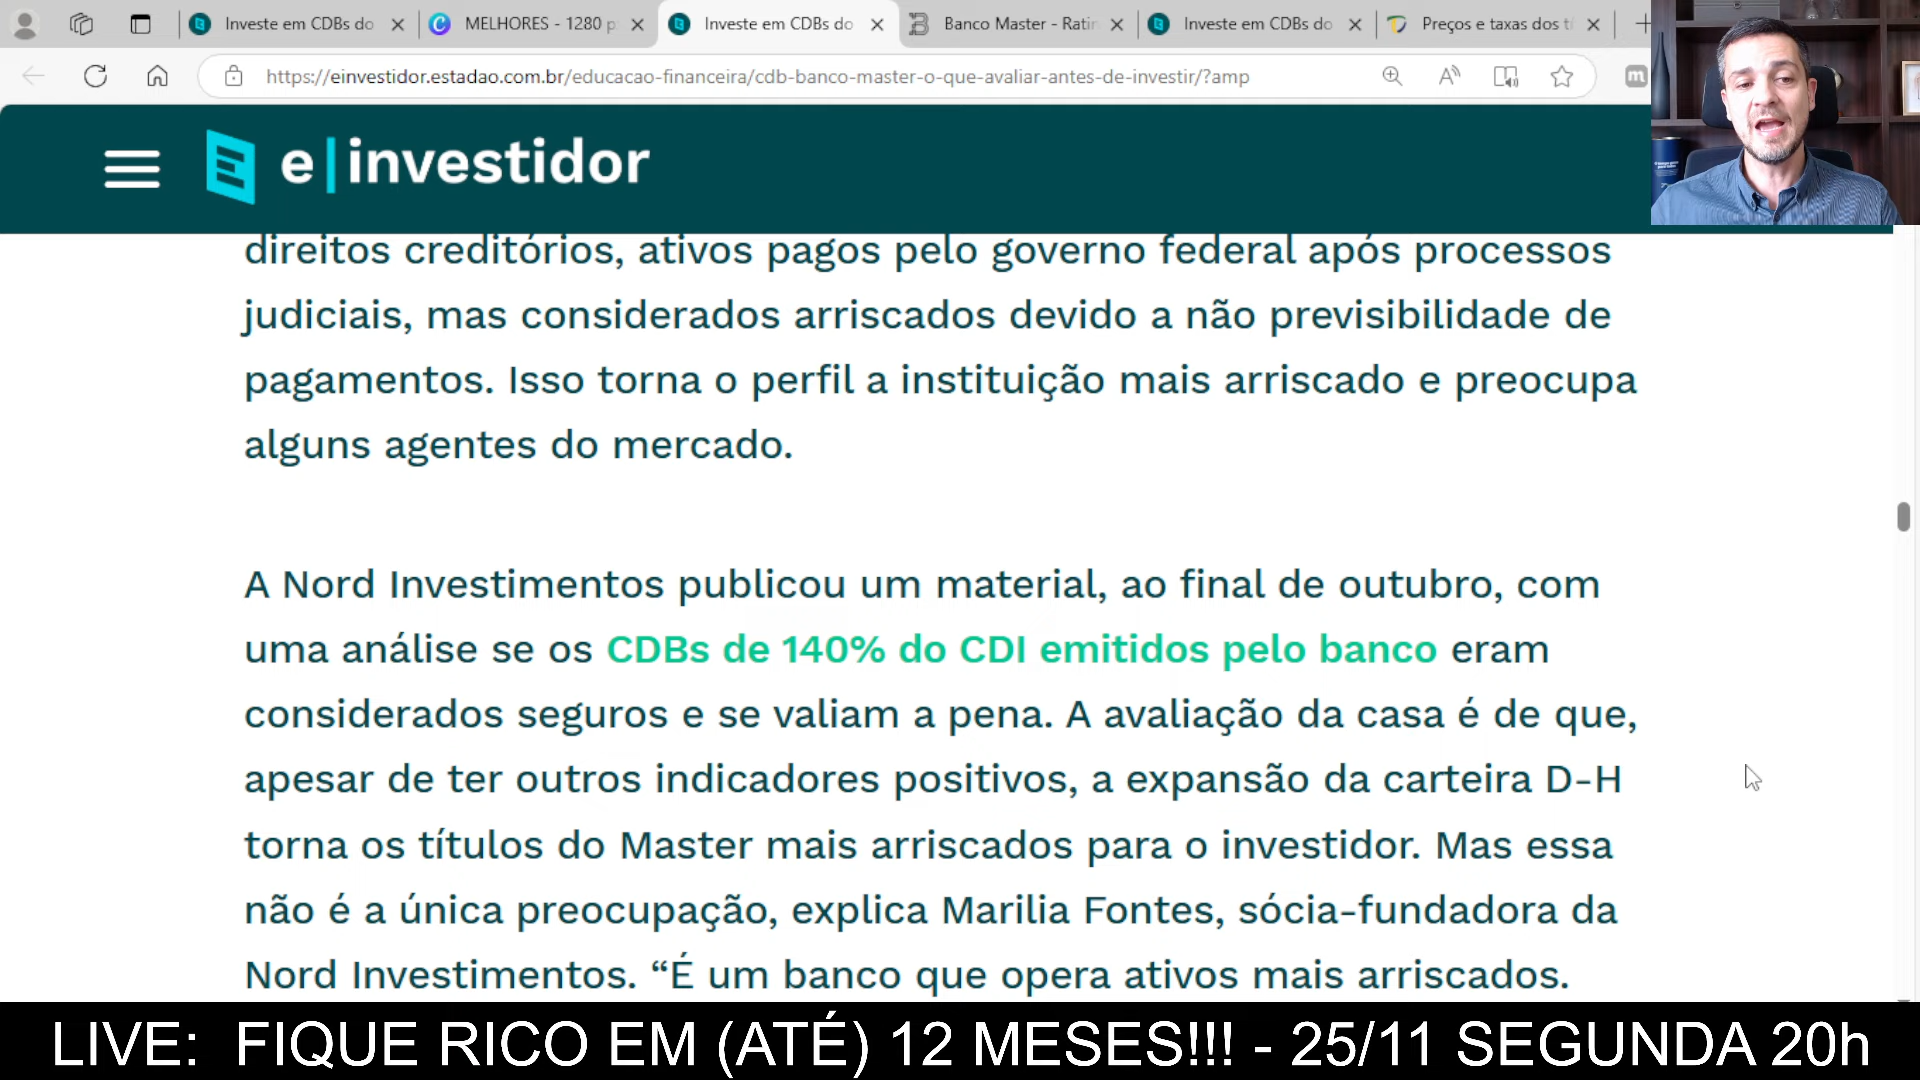 Investe em CDBs do
MELHORES - 1280 p
Investe em CDBs do
Banco Master - Ratin
Investe em CDBs do
Preços e taxas dos tí
https://einvestidor.estadao.com.br/educacao-financeira/cdb-banco-master-o-que-avaliar-antes-de-investir/?amp
e|investidor
direitos creditórios, ativos pagos pelo governo federal após processos
judiciais, mas considerados arriscados devido a não previsibilidade de
pagamentos. Isso torna o perfil a instituição mais arriscado e preocupa
alguns agentes do mercado.
A Nord Investimentos publicou um material, ao final de outubro, com
uma análise se os CDBs de 140% do CDI emitidos pelo banco eram
considerados seguros e se valiam a pena. A avaliação da casa é de que,
apesar de ter outros indicadores positivos, a expansão da carteira D-H
torna os títulos do Master mais arriscados para o investidor. Mas essa
não é a única preocupação, explica Marilia Fontes, sócia-fundadora da
Nord Investimentos. “É um banco que opera ativos mais arriscados.
LIVE: FIQUE RICO EM (ATÉ) 12 MESES!!! - 25/11 SEGUNDA 20h